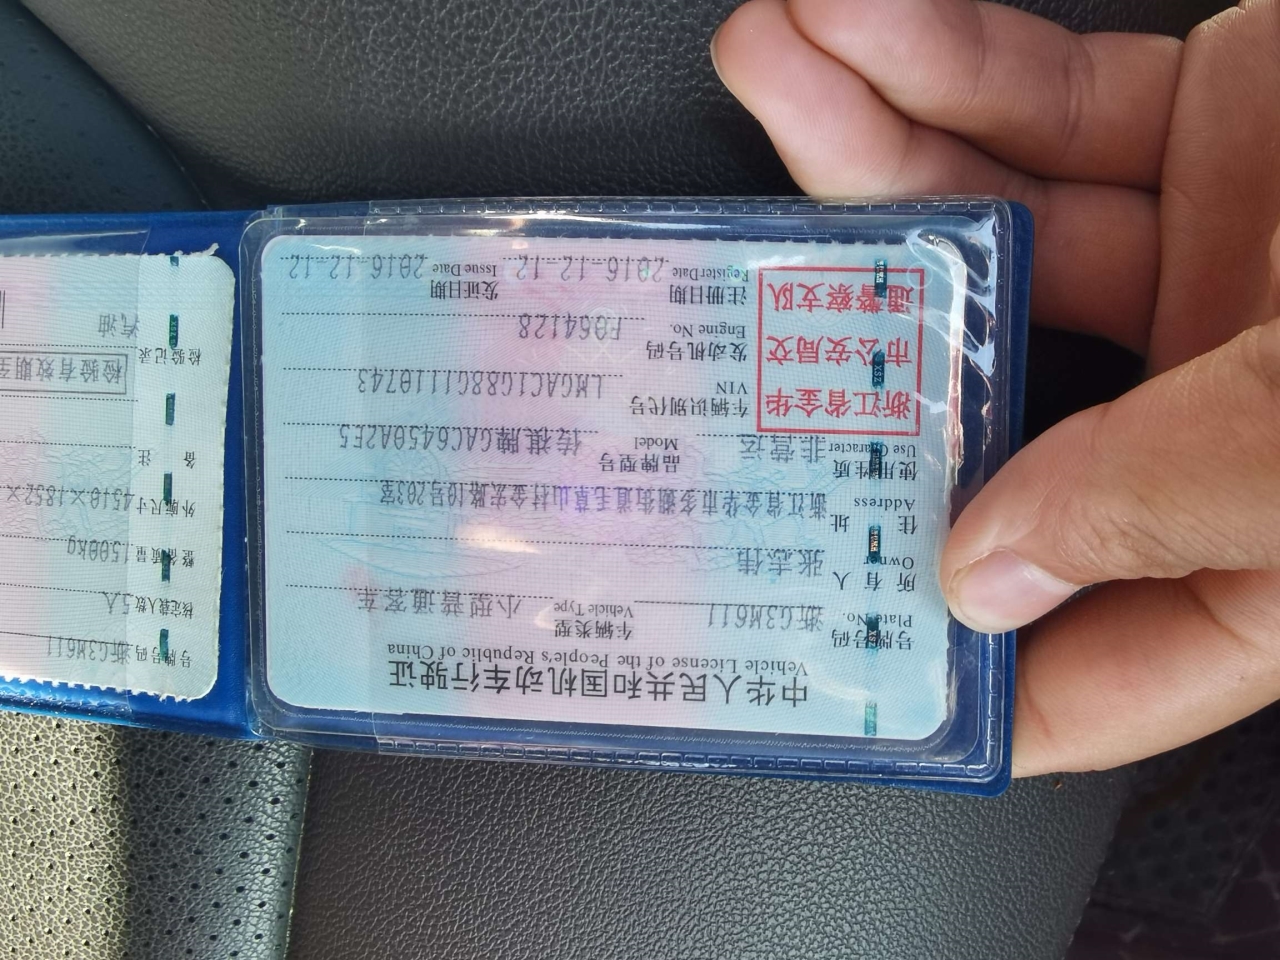 中华人民共和国机动车行驶证
Vehicle License of the People's Republic of China
号牌号码 Plate No. 浙G3M611 车辆类型 Vehicle Type 小型普通客车
所有人 Owner 张志伟
住址 Address 浙江省金华市多湖街道毛草山村金宏路10号203室
使用性质 Use Character 非营运 品牌型号 Model 传祺牌GAC6450A2E5
浙江省金华
市公安局交
通警察支队
车辆识别代号 VIN LMGAC1G88G1110743
发动机号码 Engine No. F064128
注册日期 Register Date 2016-12-12 发证日期 Issue Date 2016-12-12
号牌号码 浙G3M611
核定载人数 5人
整备质量 1500kg
外廓尺寸 4510×1852×
备注
检验有效期至
检验记录
汽油